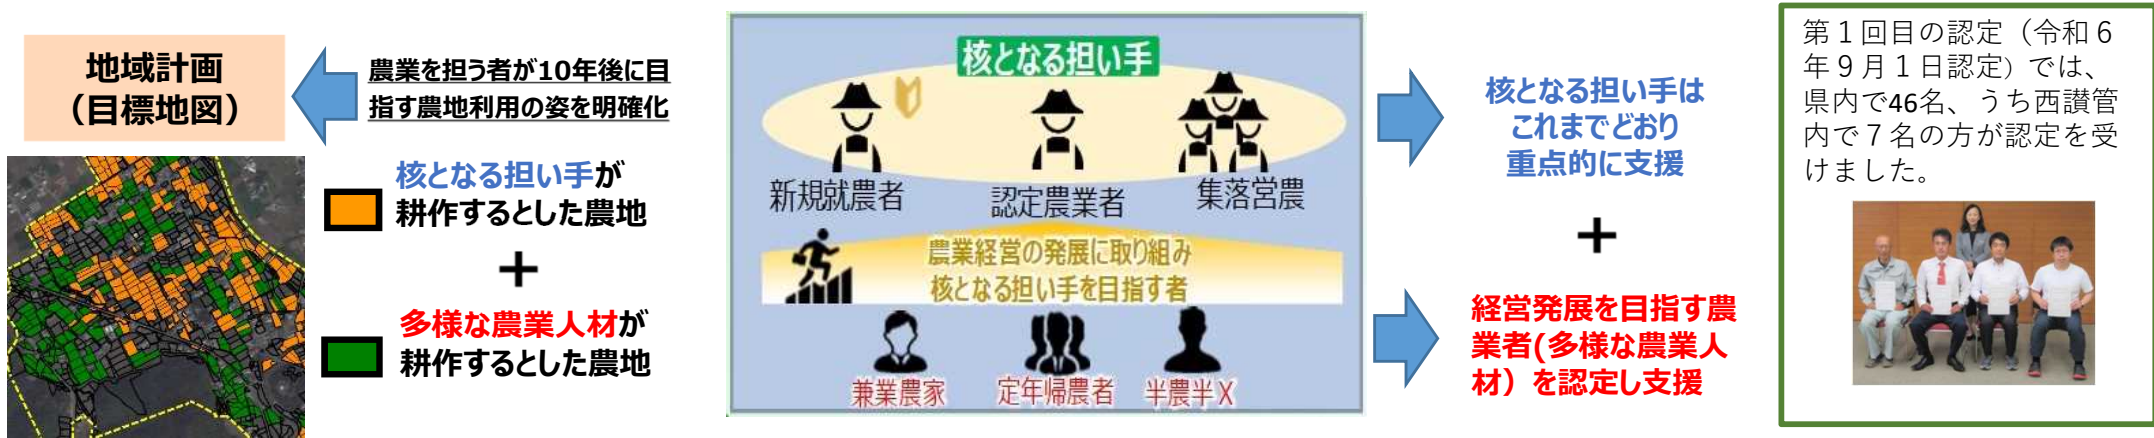 地域計画
（目標地図）
農業を担う者が10年後に目
指す農地利用の姿を明確化
核となる担い手が
耕作するとした農地
＋
多様な農業人材が
耕作するとした農地
核となる担い手
新規就農者
認定農業者
集落営農
農業経営の発展に取り組み
核となる担い手を目指す者
兼業農家
定年帰農者
半農半X
核となる担い手は
これまでどおり
重点的に支援
＋
経営発展を目指す農
業者(多様な農業人
材）を認定し支援
第１回目の認定（令和６
年９月１日認定）では、
県内で46名、うち西讃管
内で７名の方が認定を受
けました。